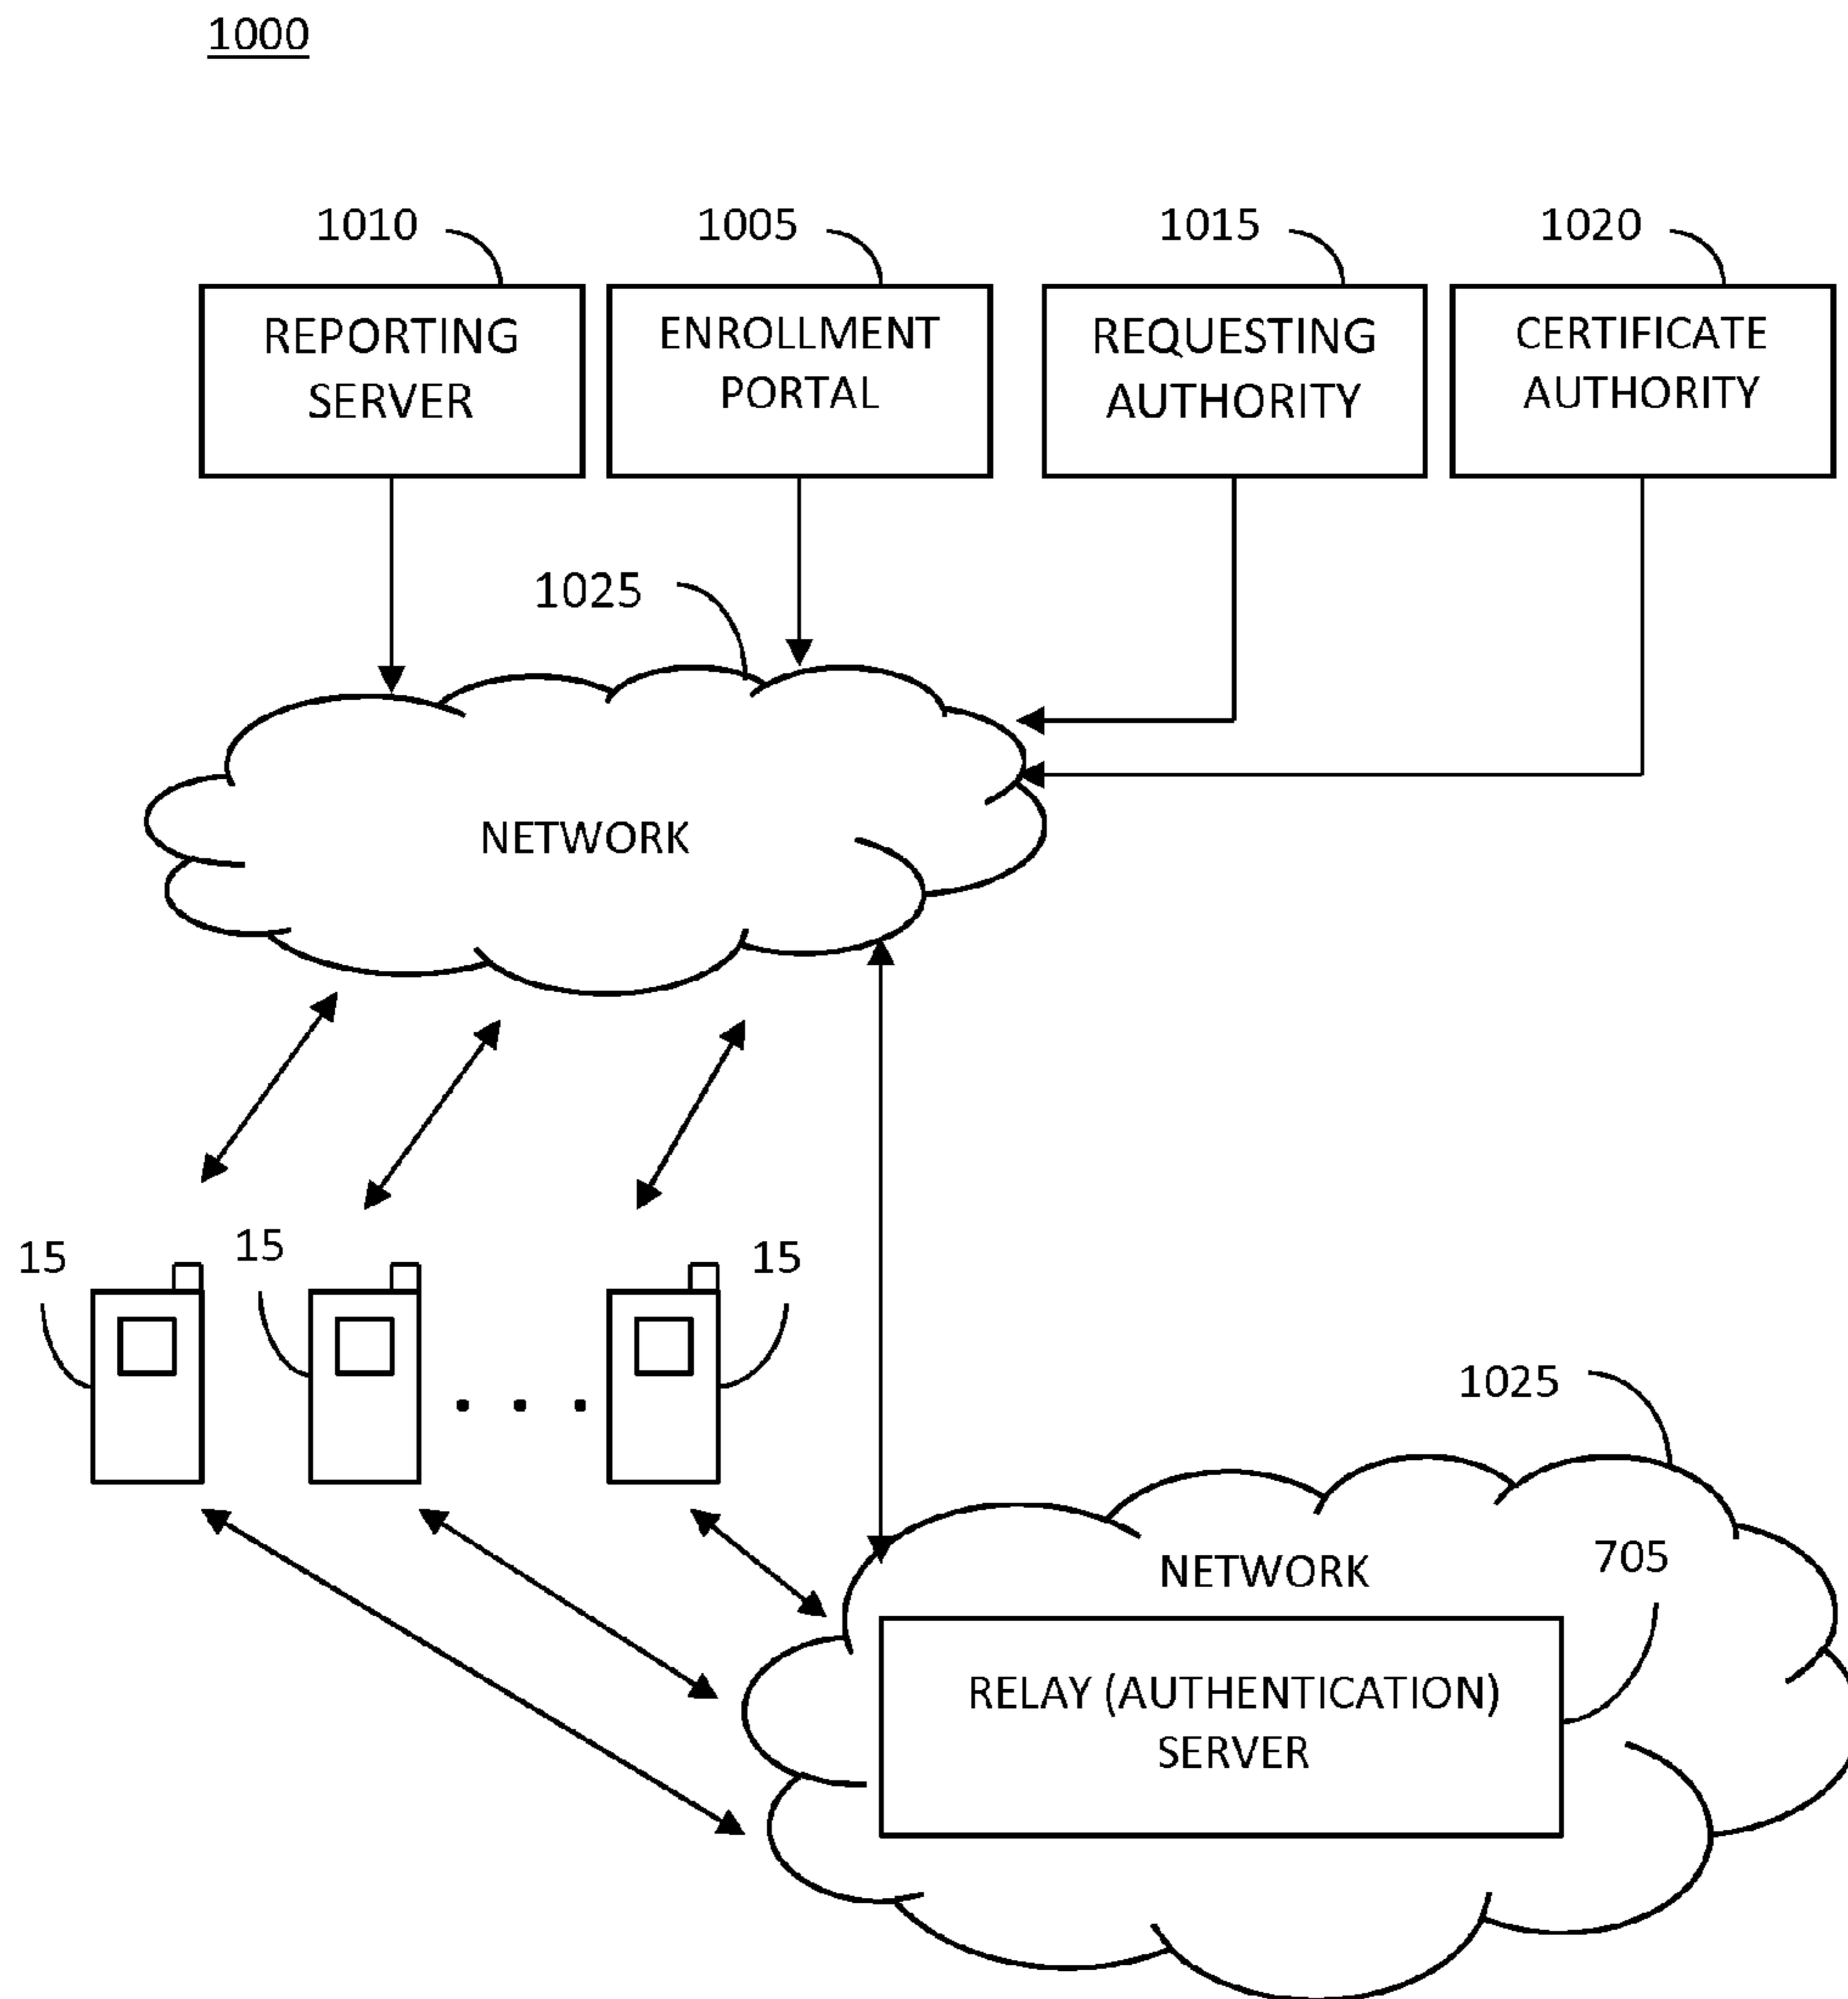 1000
1010
1005
1015
1020
REPORTING
SERVER
ENROLLMENT
PORTAL
REQUESTING
AUTHORITY
CERTIFICATE
AUTHORITY
1025
NETWORK
15
15
15
1025
NETWORK
705
RELAY (AUTHENTICATION)
SERVER